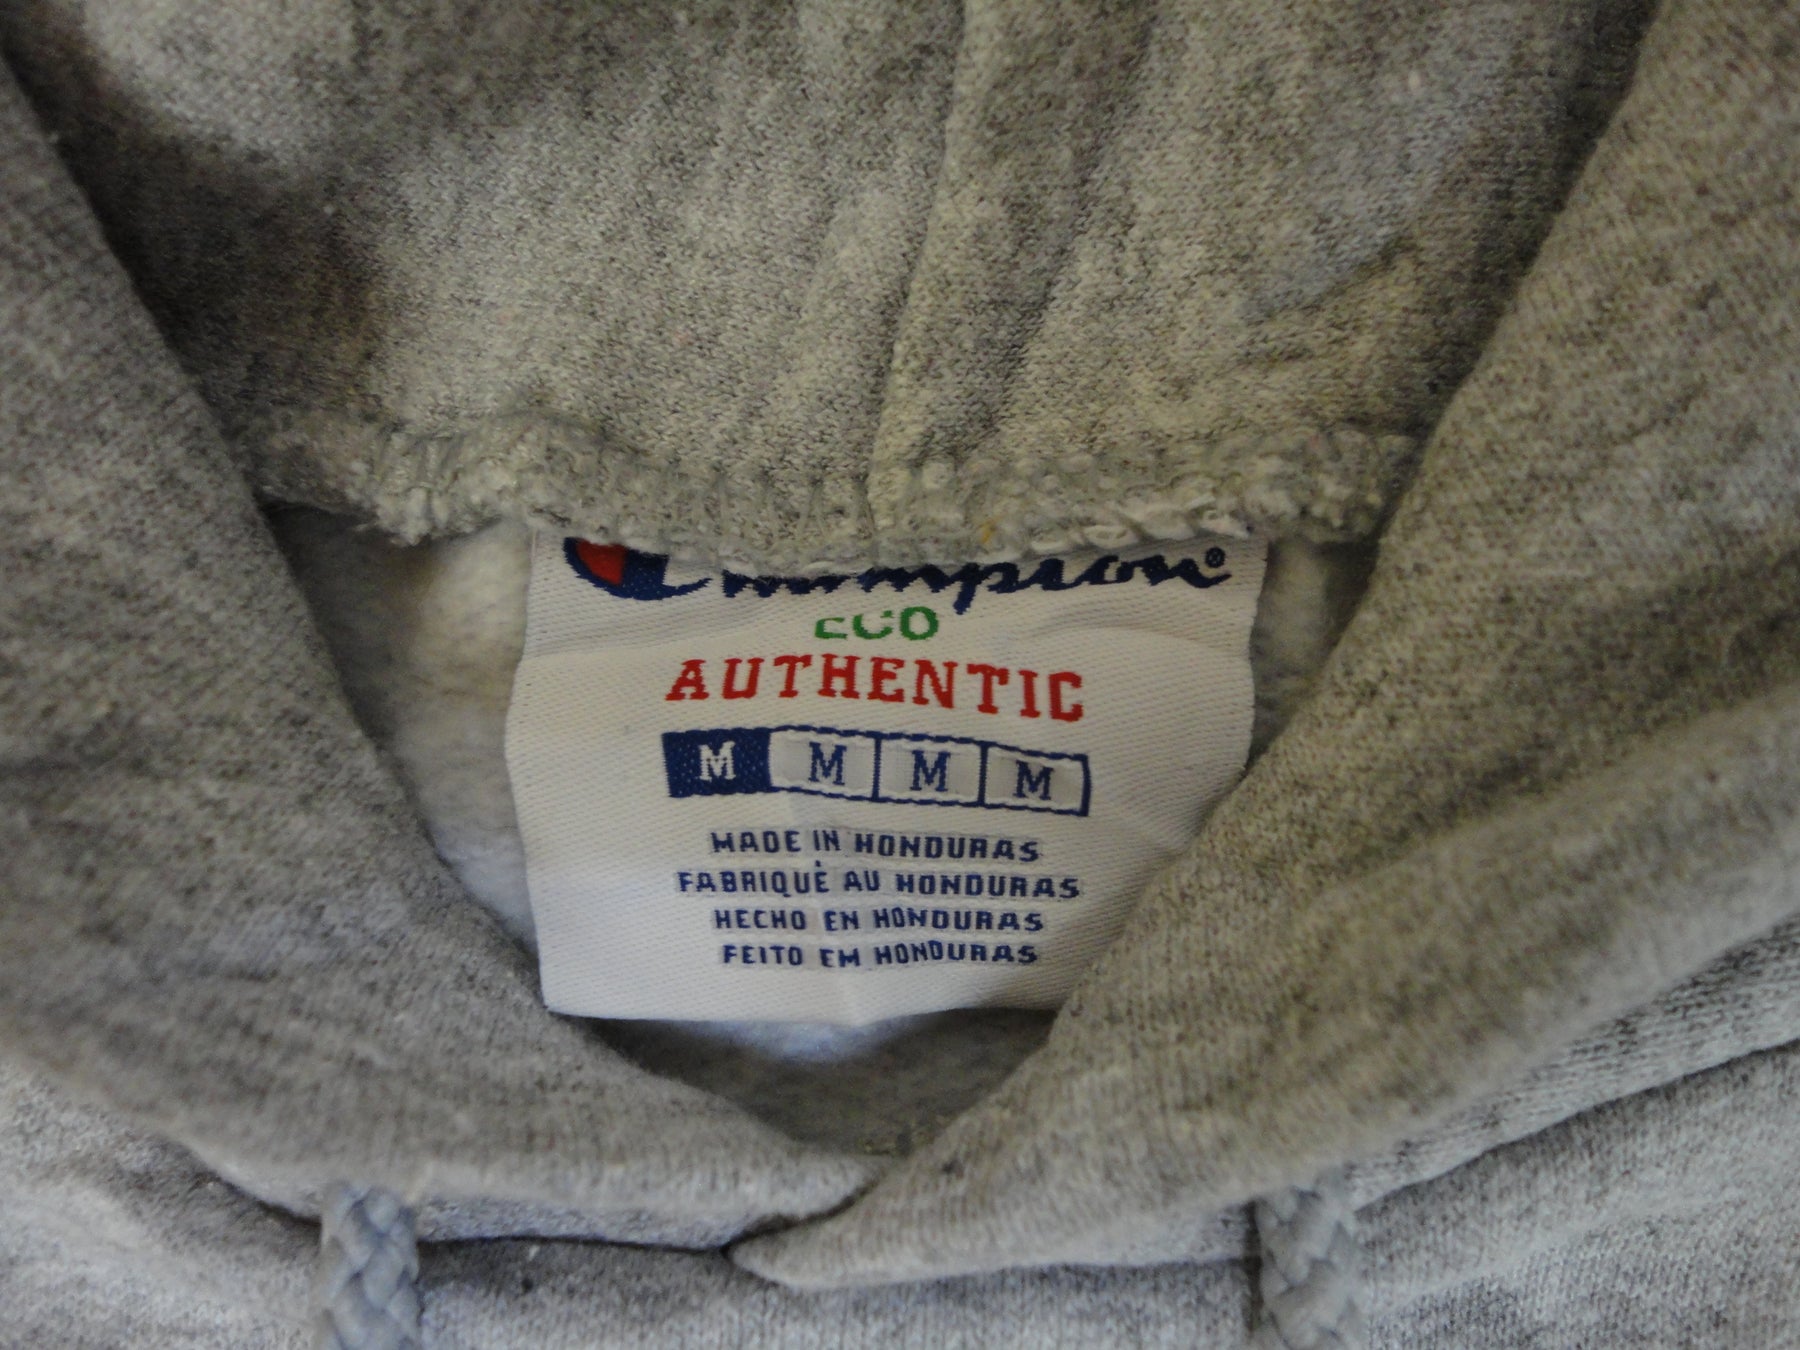 Champion®
ECO
AUTHENTIC
M M M M
MADE IN HONDURAS
FABRIQUÉ AU HONDURAS
HECHO EN HONDURAS
FEITO EM HONDURAS